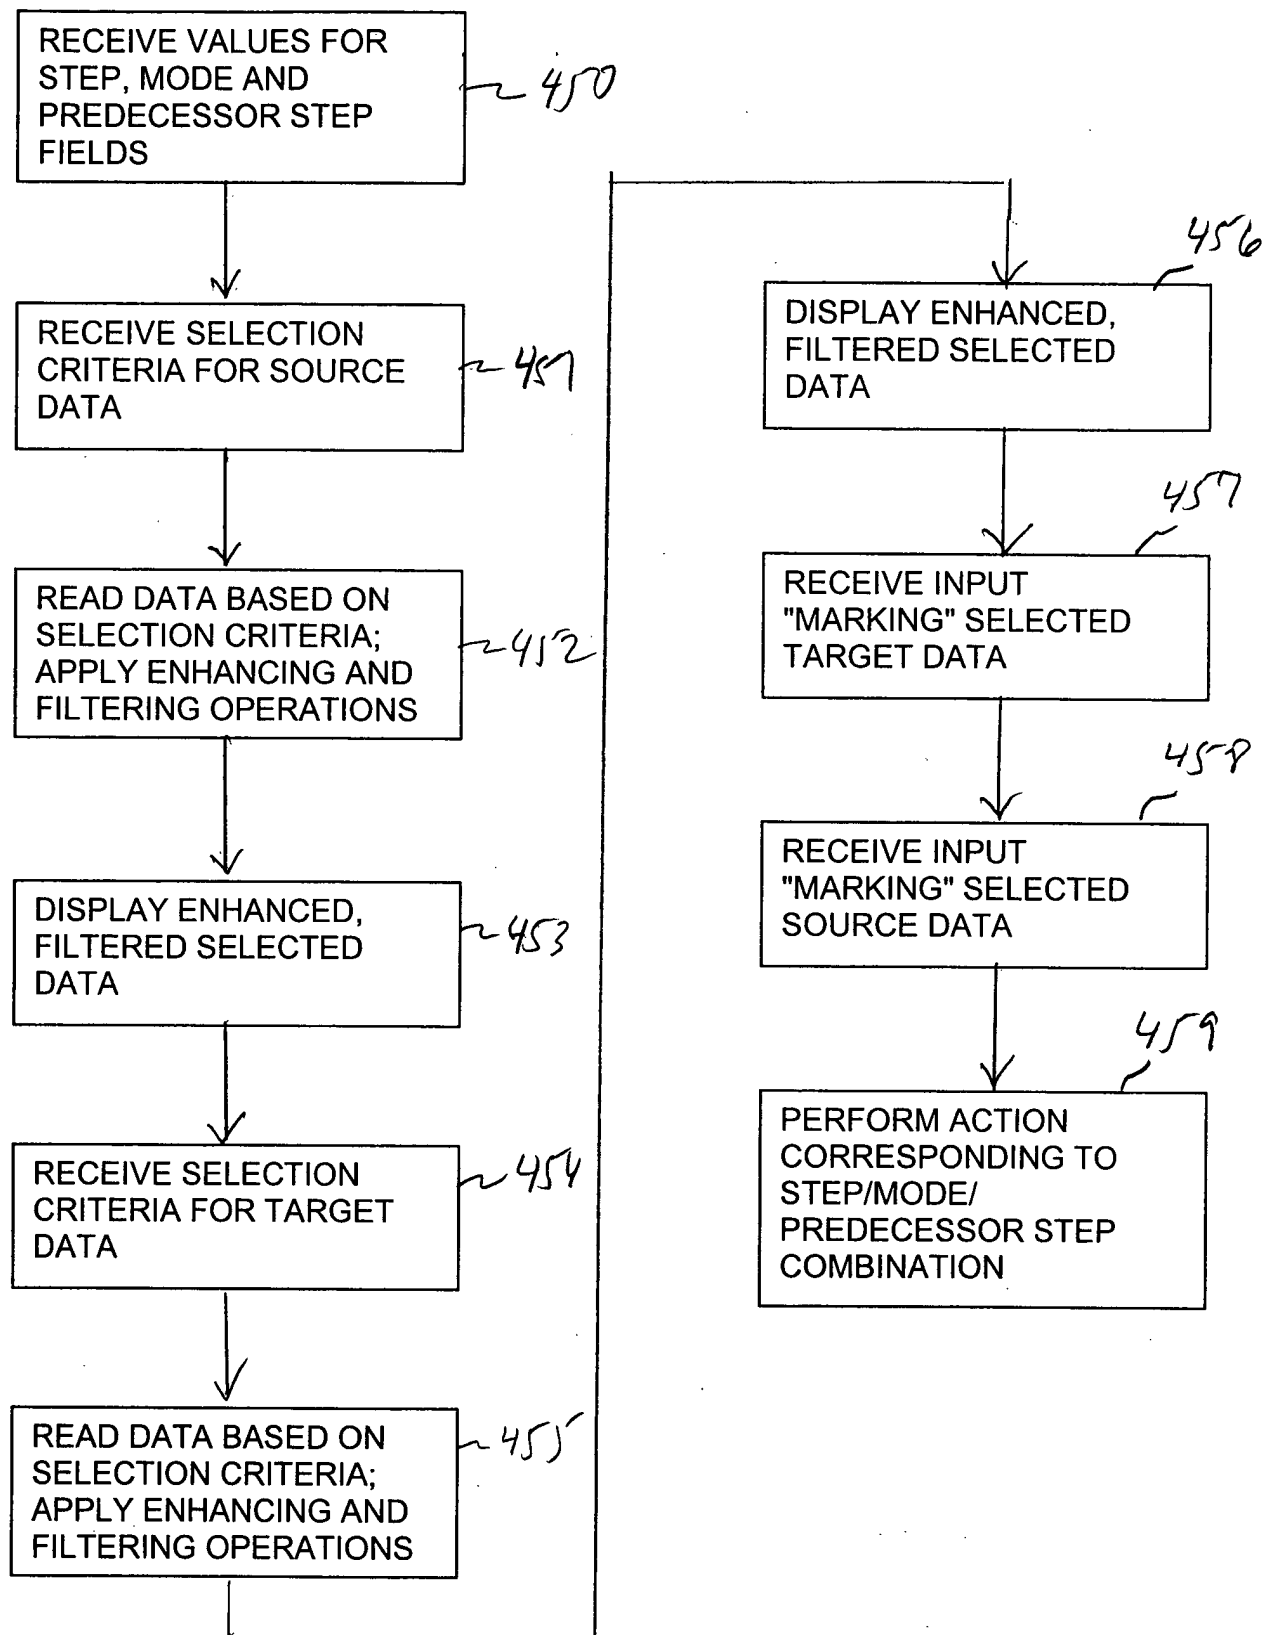 RECEIVE VALUES FOR
STEP, MODE AND
PREDECESSOR STEP
FIELDS
450
RECEIVE SELECTION
CRITERIA FOR SOURCE
DATA
451
READ DATA BASED ON
SELECTION CRITERIA;
APPLY ENHANCING AND
FILTERING OPERATIONS
452
DISPLAY ENHANCED,
FILTERED SELECTED
DATA
453
RECEIVE SELECTION
CRITERIA FOR TARGET
DATA
454
READ DATA BASED ON
SELECTION CRITERIA;
APPLY ENHANCING AND
FILTERING OPERATIONS
455
456
DISPLAY ENHANCED,
FILTERED SELECTED
DATA
457
RECEIVE INPUT
"MARKING" SELECTED
TARGET DATA
458
RECEIVE INPUT
"MARKING" SELECTED
SOURCE DATA
459
PERFORM ACTION
CORRESPONDING TO
STEP/MODE/
PREDECESSOR STEP
COMBINATION